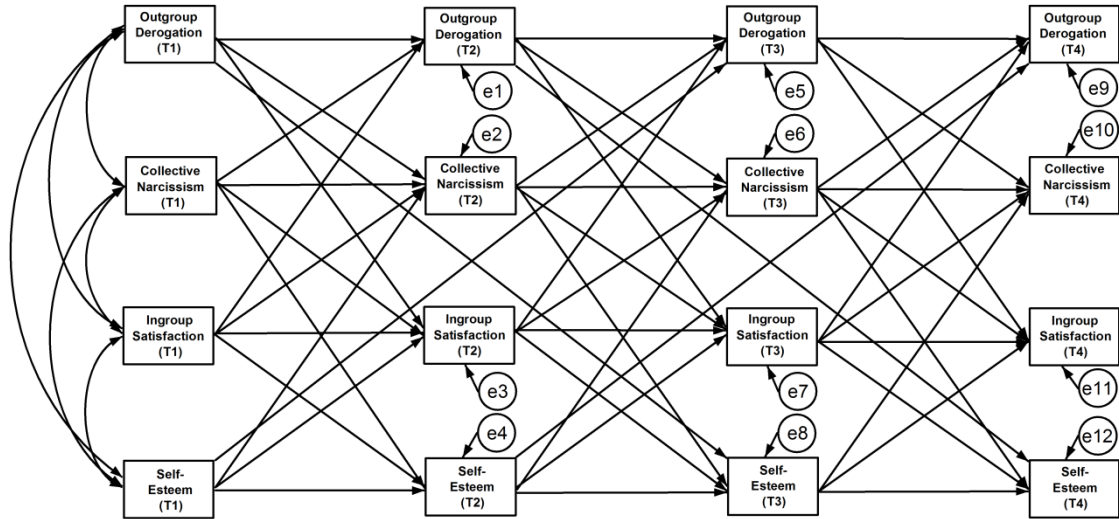 Outgroup
Derogation
(T1)
Outgroup
Derogation
(T2)
Outgroup
Derogation
(T3)
Outgroup
Derogation
(T4)
e1
e5
e9
e2
e6
e10
Collective
Narcissism
(T1)
Collective
Narcissism
(T2)
Collective
Narcissism
(T3)
Collective
Narcissism
(T4)
Ingroup
Satisfaction
(T1)
Ingroup
Satisfaction
(T2)
Ingroup
Satisfaction
(T3)
Ingroup
Satisfaction
(T4)
e3
e7
e11
e4
e8
e12
Self-
Esteem
(T1)
Self-
Esteem
(T2)
Self-
Esteem
(T3)
Self-
Esteem
(T4)